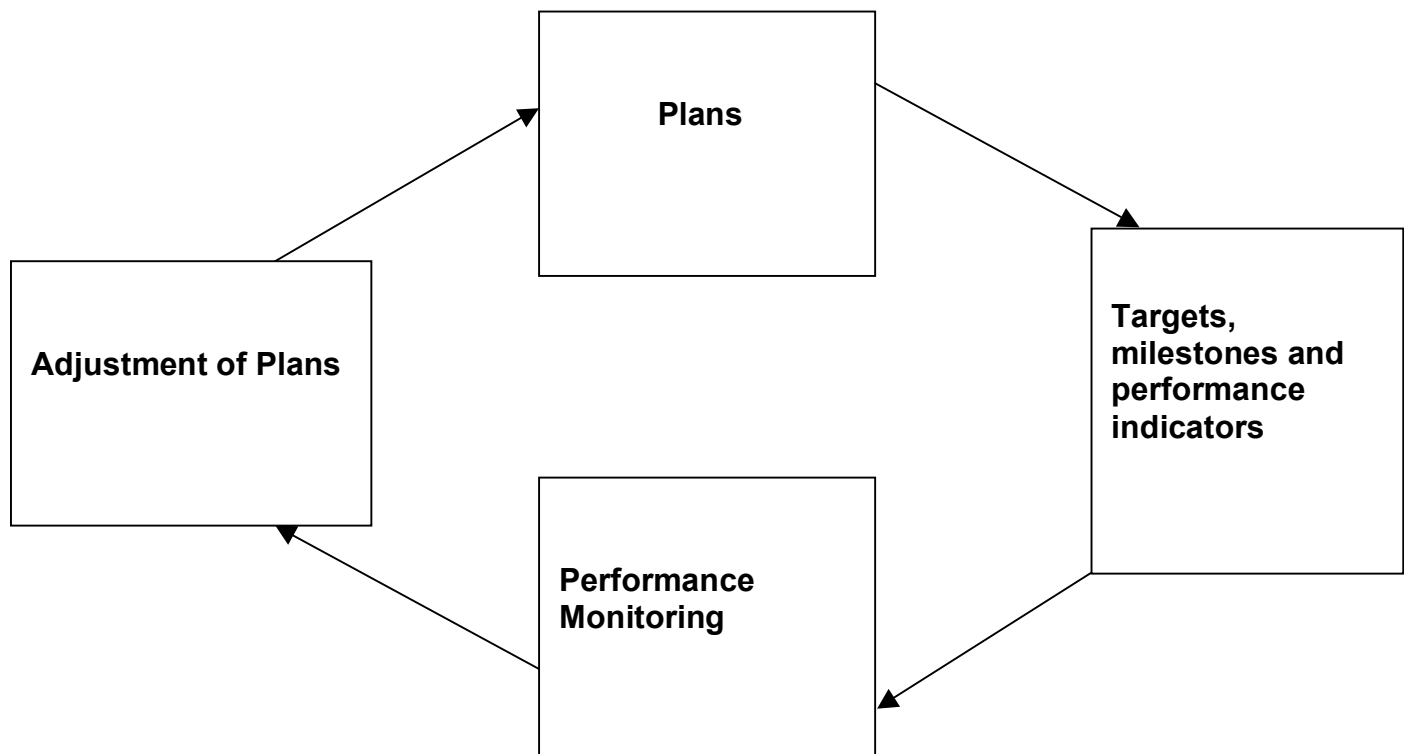 Plans
Targets,
milestones and
performance
indicators
Adjustment of Plans
Performance
Monitoring